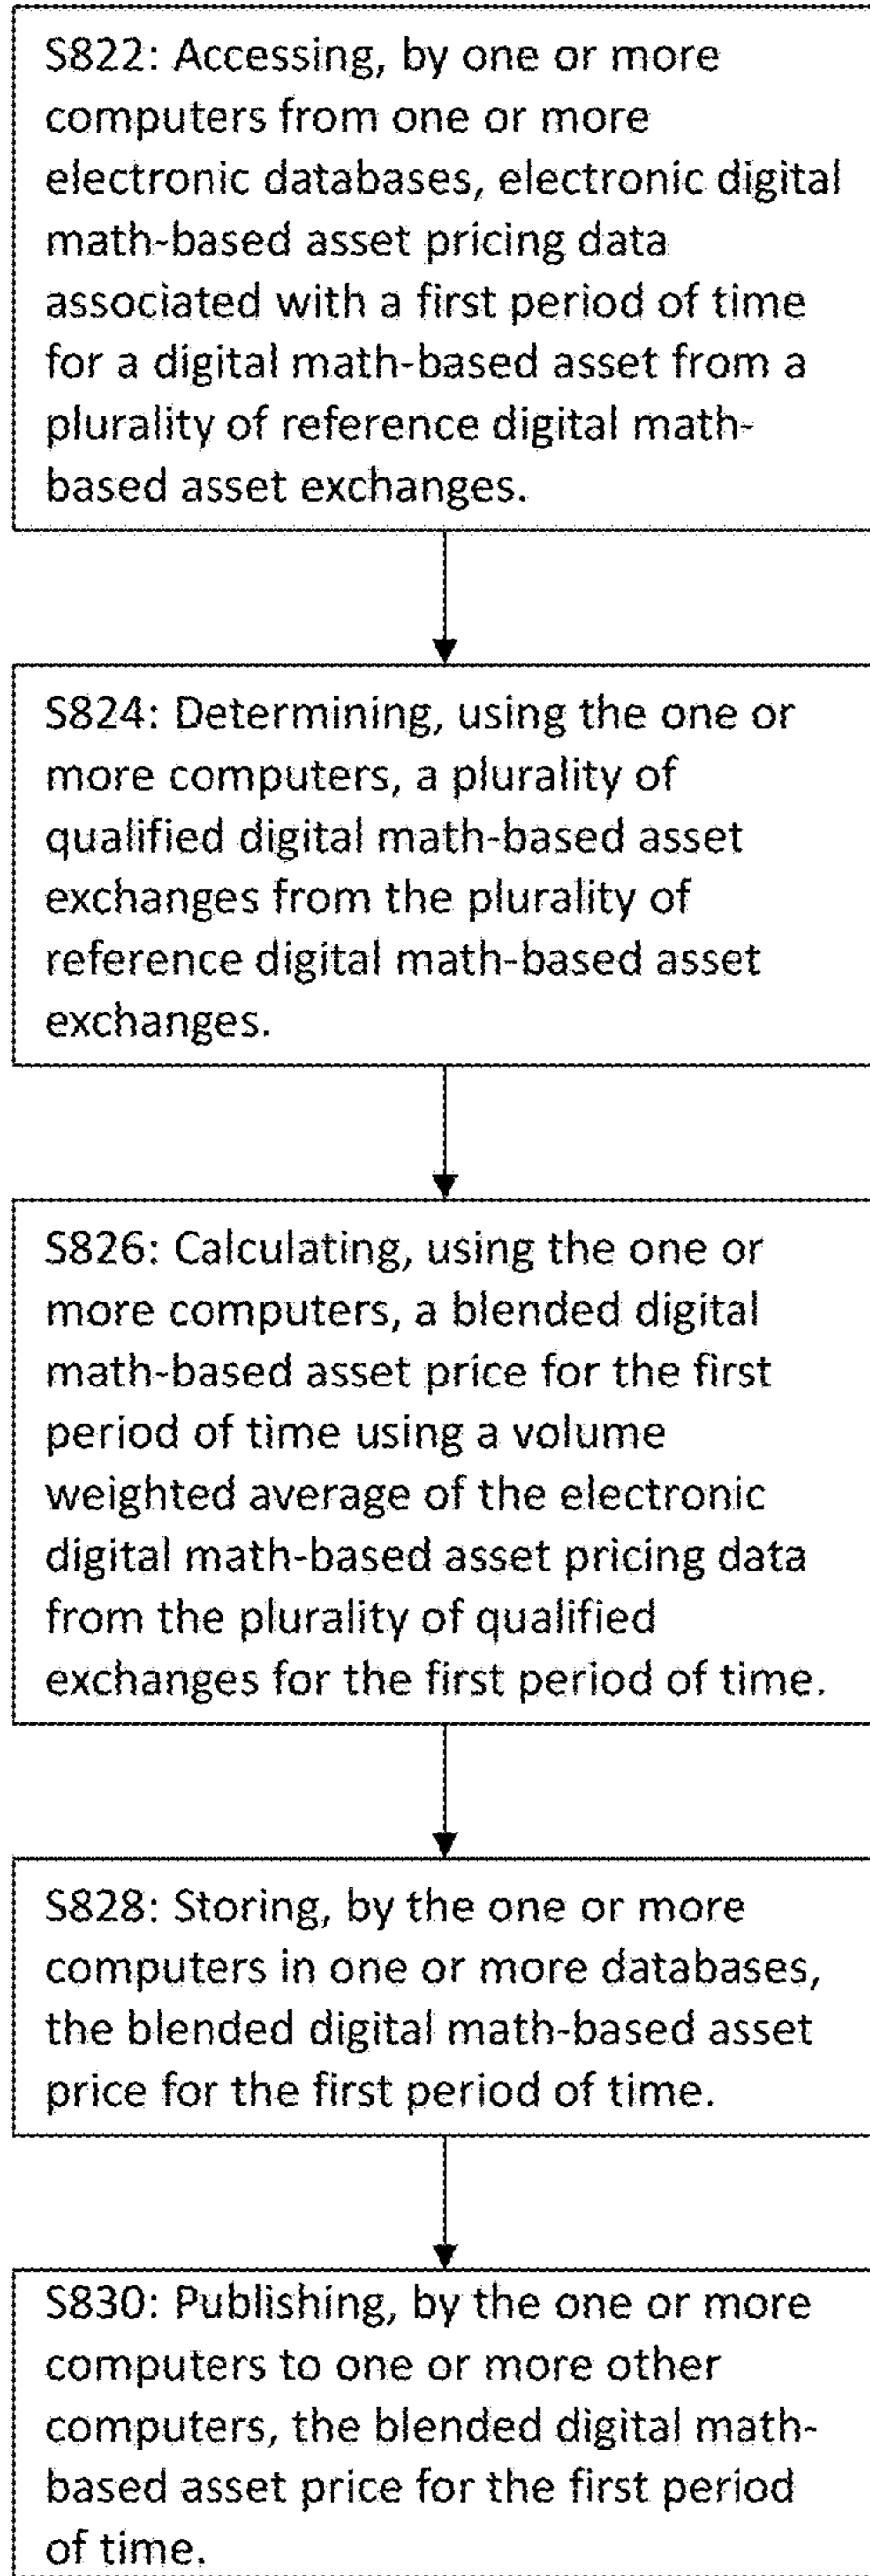 S822: Accessing, by one or more
computers from one or more
electronic databases, electronic digital
math-based asset pricing data
associated with a first period of time
for a digital math-based asset from a
plurality of reference digital math-
based asset exchanges.
S824: Determining, using the one or
more computers, a plurality of
qualified digital math-based asset
exchanges from the plurality of
reference digital math-based asset
exchanges.
S826: Calculating, using the one or
more computers, a blended digital
math-based asset price for the first
period of time using a volume
weighted average of the electronic
digital math-based asset pricing data
from the plurality of qualified
exchanges for the first period of time.
S828: Storing, by the one or more
computers in one or more databases,
the blended digital math-based asset
price for the first period of time.
S830: Publishing, by the one or more
computers to one or more other
computers, the blended digital math-
based asset price for the first period
of time.